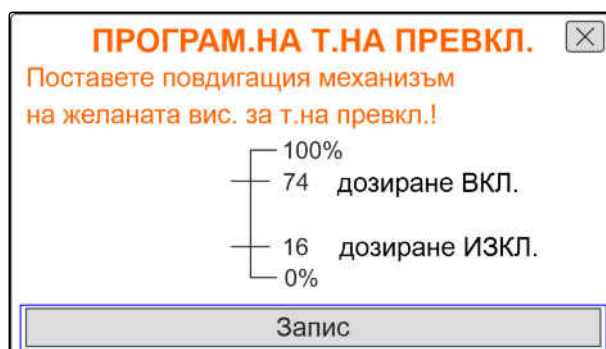 ПРОГРАМ.НА Т.НА ПРЕВКЛ.
Поставете повдигащия механизъм
на желаната вис. за т.на превкл.!
100%
74 дозиране ВКЛ.
16 дозиране ИЗКЛ.
0%
Запис